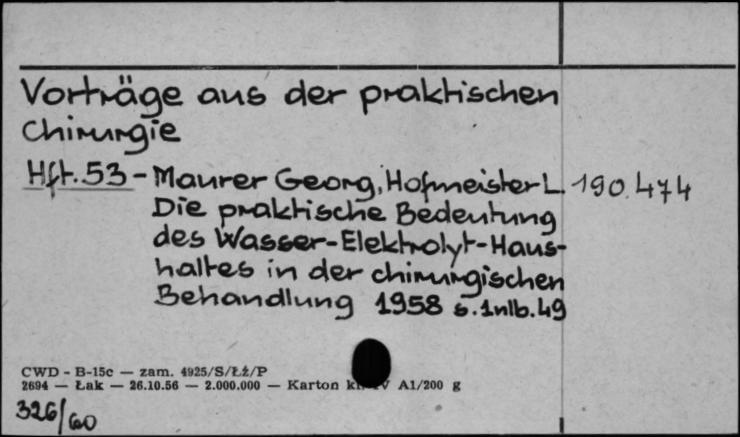 Vorträge aus der praktischen
Chirurgie
Hft. 53 - Maurer Georg, Hofmeister L. 190.474
Die praktische Bedeutung
des Wasser-Elektrolyt-Haus-
haltes in der chirurgischen
Behandlung 1958 s. 1nlb. 49
CWD - B-15c — zam. 4925/S/Łż/P
2694 — Łak — 26.10.56 — 2.000.000 — Karton kl. IV A1/200 g
326/60